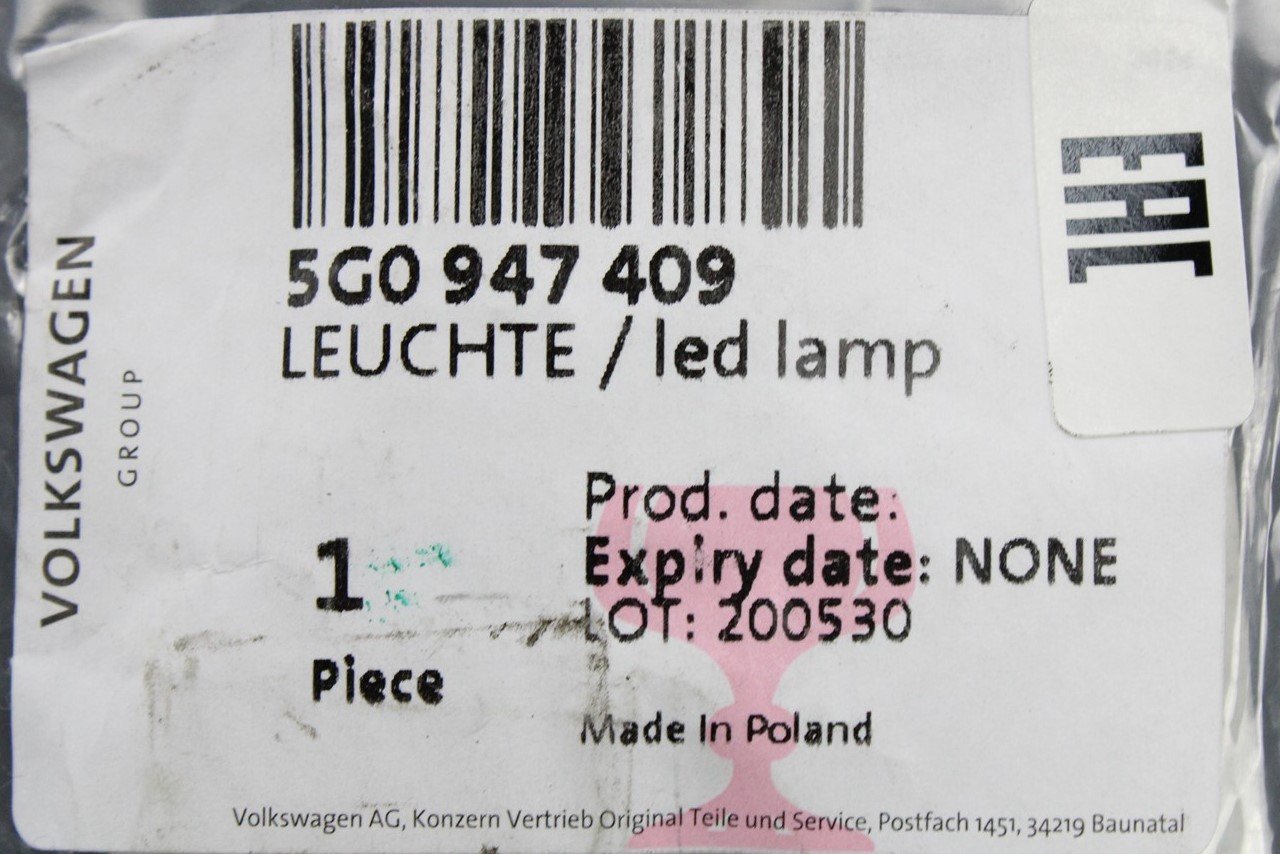 5G0 947 409
LEUCHTE / led lamp
EAC
VOLKSWAGEN
GROUP
Prod. date:
Expiry date: NONE
LOT: 200530
1
Piece
Made In Poland
Volkswagen AG, Konzern Vertrieb Original Teile und Service, Postfach 1451, 34219 Baunatal